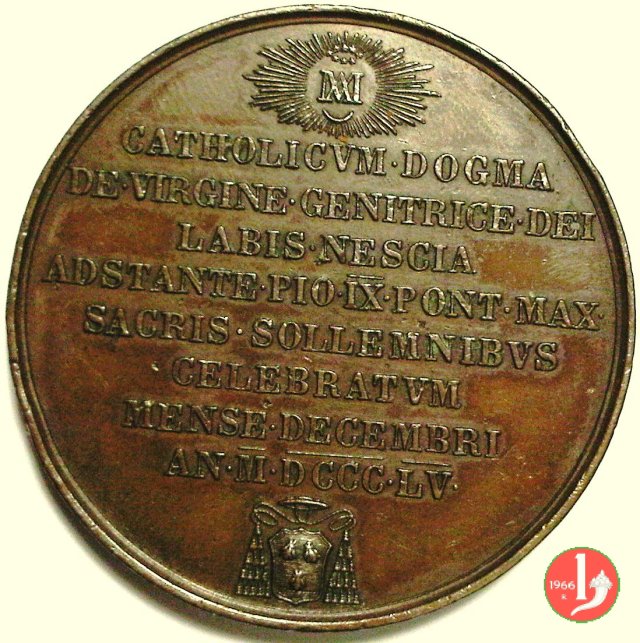 MA
CATHOLICVM · DOGMA
DE · VIRGINE · GENITRICE · DEI
LABIS · NESCIA
ADSTANTE · PIO · IX · PONT · MAX ·
SACRIS · SOLLEMNIBVS
CELEBRATVM
MENSE · DECEMBRI
AN · M · DCCC · LV ·
1966